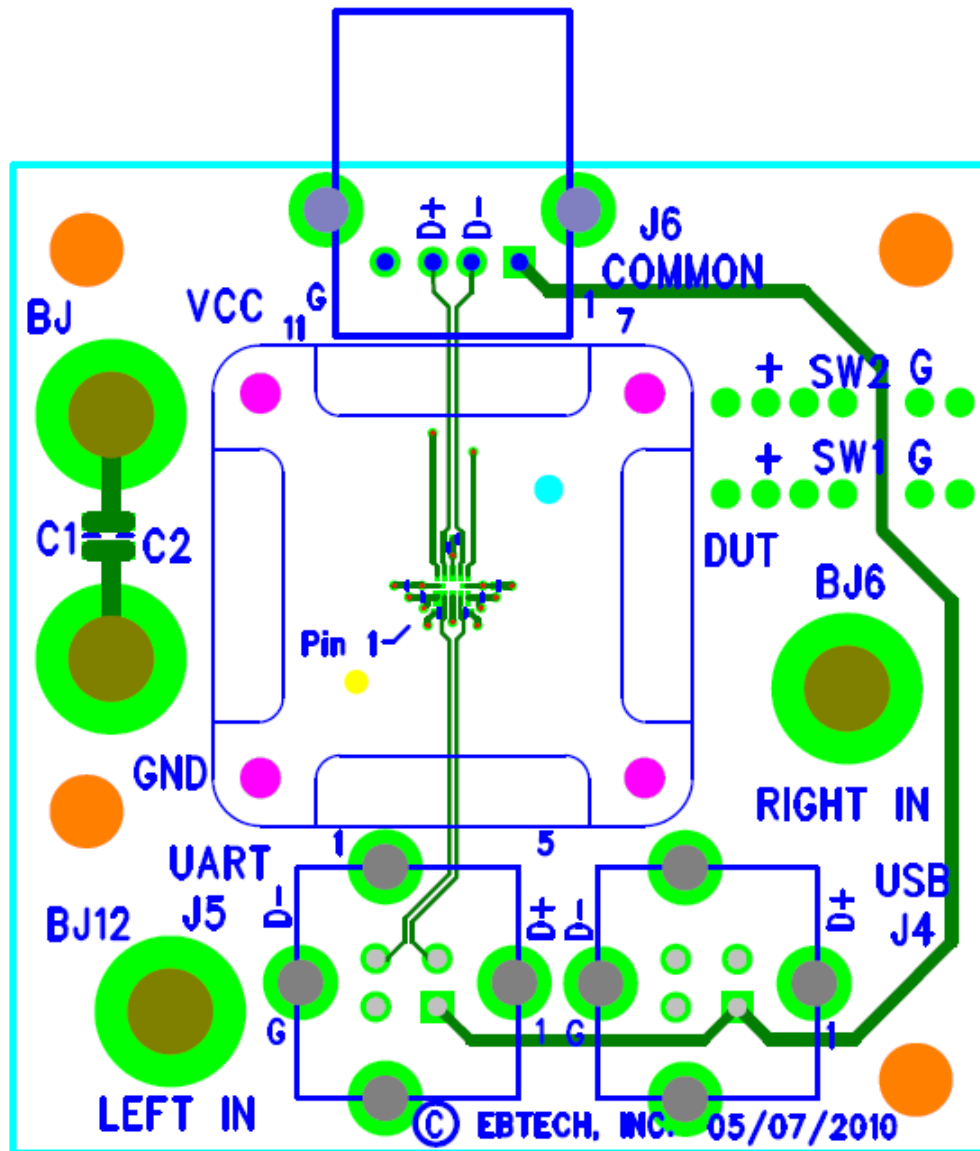 D+ D-
J6
COMMON
G
VCC
11
1
7
BJ
+ SW2 G
+ SW1 G
C1
C2
DUT
BJ6
Pin 1
GND
RIGHT IN
1
5
UART
USB
D-
D+
D-
D+
J5
J4
BJ12
G
1
G
1
LEFT IN
© EBTECH, INC. 05/07/2010